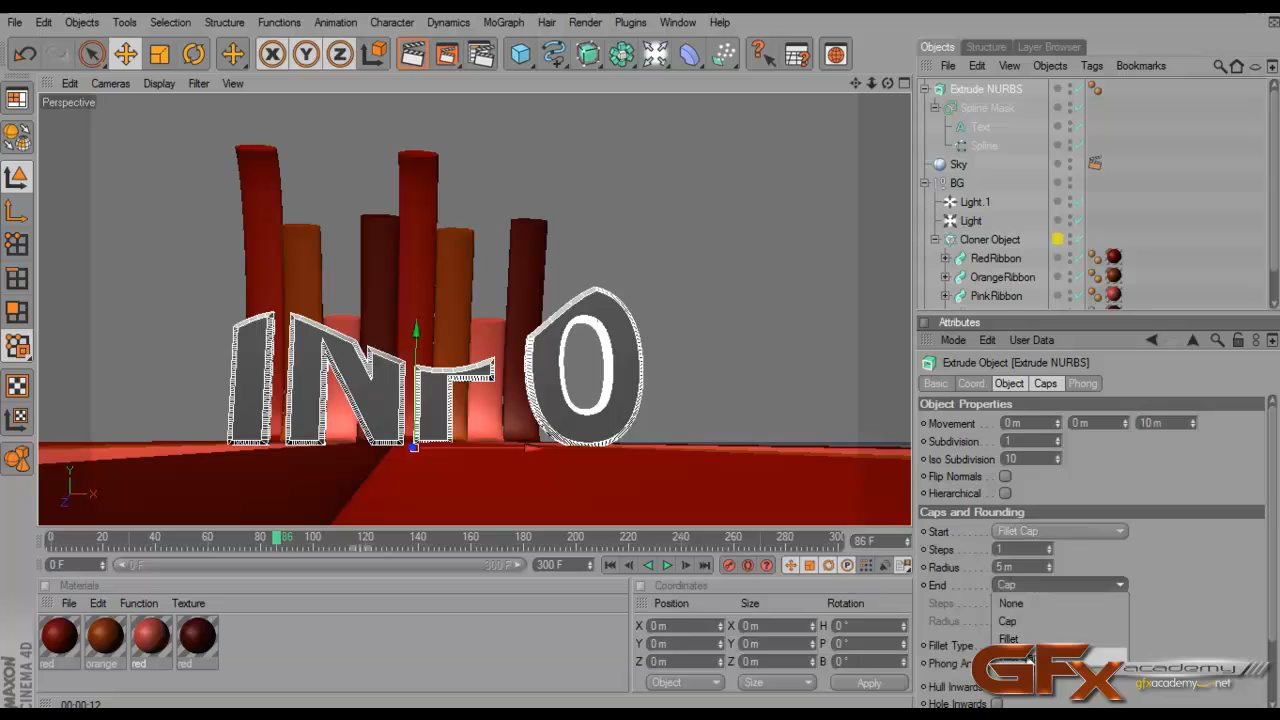 File Edit Objects Tools Selection Structure Functions Animation Character Dynamics MoGraph Hair Render Plugins Window Help
Objects Structure Layer Browser
File Edit View Objects Tags Bookmarks
Edit Cameras Display Filter View
Perspective
Extrude NURBS
Spline Mask
Text
Spline
Sky
BG
Light.1
Light
Cloner Object
RedRibbon
OrangeRibbon
PinkRibbon
INTO
Y
X
Z
Attributes
Mode Edit User Data
Extrude Object [Extrude NURBS]
Basic Coord. Object Caps Phong
Object Properties
Movement 0 m 0 m 10 m
Subdivision 1
Iso Subdivision 10
Flip Normals
Hierarchical
Caps and Rounding
Start Fillet Cap
Steps 1
Radius 5 m
End Cap
None
Steps
Cap
Radius
Fillet
Fillet Type
Phong An
Hull Inwards
Hole Inwards
0 20 40 60 80 86 100 120 140 160 180 200 220 240 260 280 30 86 F
0 F 0 F 300 F 300 F
Materials
File Edit Function Texture
red orange red red
Coordinates
Position Size Rotation
X 0 m X 0 m H 0 °
Y 0 m Y 0 m P 0 °
Z 0 m Z 0 m B 0 °
Object Size Apply
GFX academy
gfxacademy.net
MAXON CINEMA 4D
00:00:12